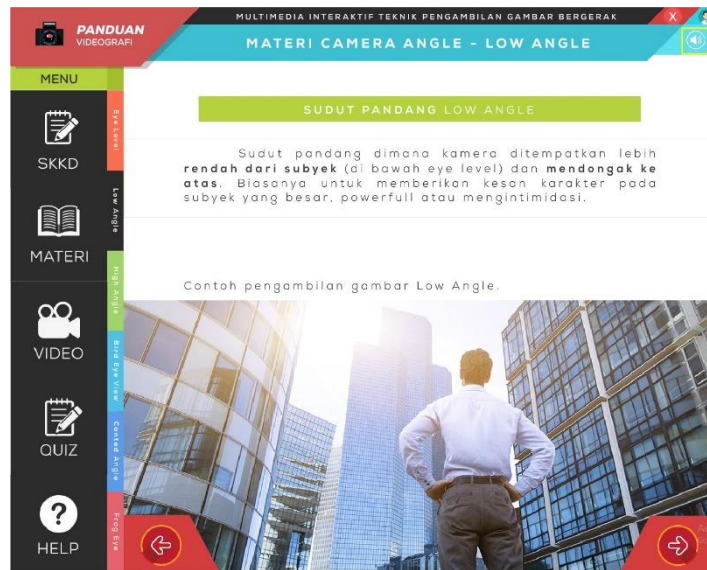 MULTIMEDIA INTERAKTIF TEKNIK PENGAMBILAN GAMBAR BERGERAK
X
PANDUAN
VIDEOGRAFI
MATERI CAMERA ANGLE - LOW ANGLE
MENU
SKKD
MATERI
VIDEO
QUIZ
HELP
Eye Level
Low Angle
High Angle
Bird Eye View
Canted Angle
Frog Eye
SUDUT PANDANG LOW ANGLE
Sudut pandang dimana kamera ditempatkan lebih
rendah dari subyek (di bawah eye level) dan mendongak ke
atas. Biasanya untuk memberikan kesan karakter pada
subyek yang besar, powerfull atau mengintimidasi.
Contoh pengambilan gambar Low Angle.